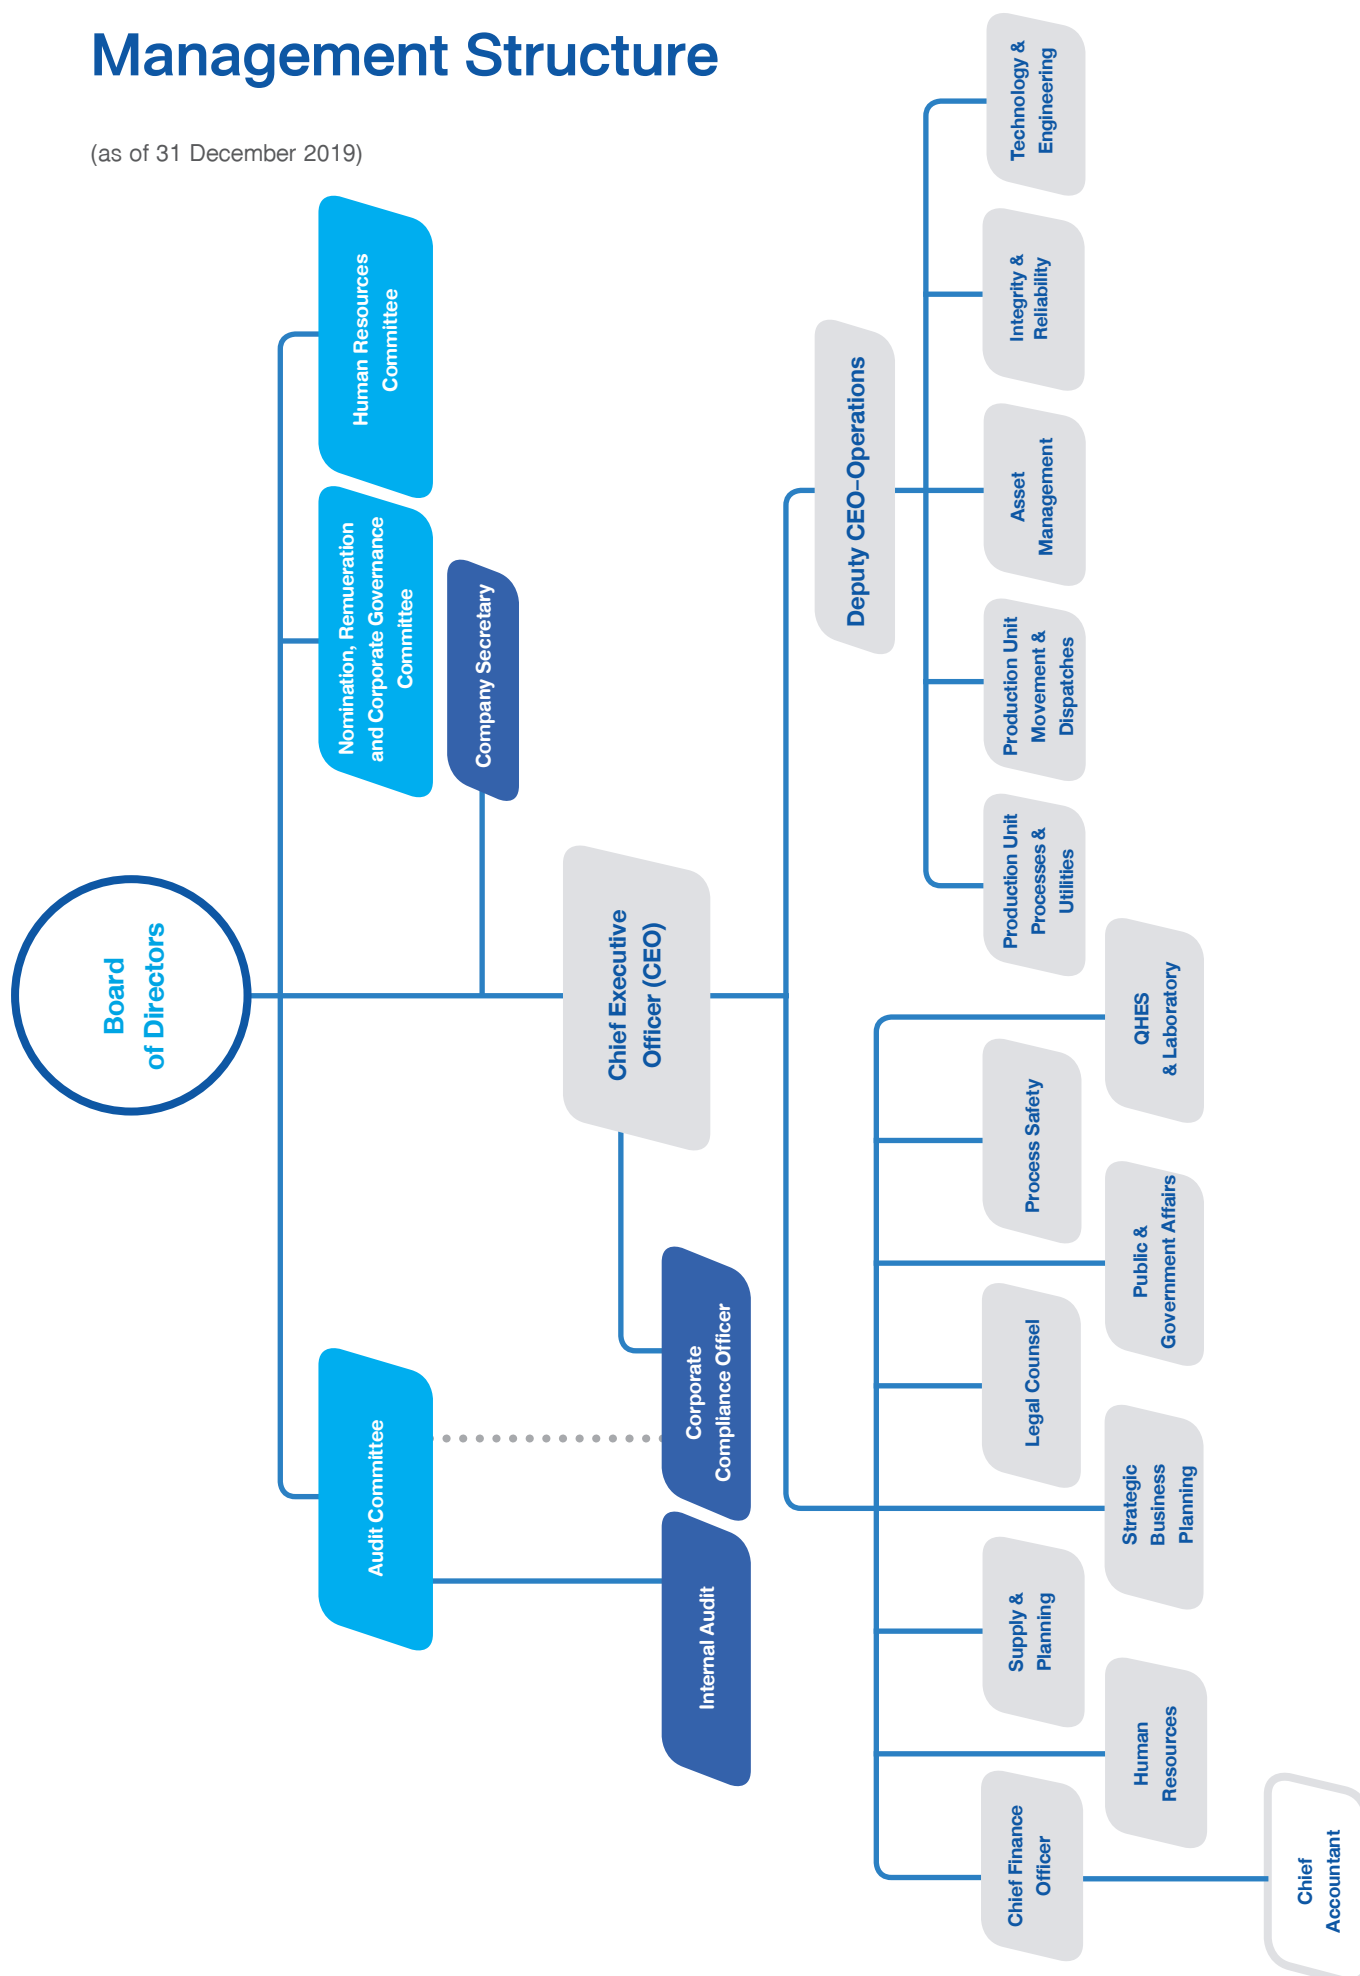 Management Structure
(as of 31 December 2019)
Board
of Directors
Audit Committee
Nomination, Remueration
and Corporate Governance
Committee
Human Resources
Committee
Company Secretary
Chief Executive
Officer (CEO)
Internal Audit
Corporate
Compliance Officer
Deputy CEO–Operations
Chief Finance
Officer
Supply &
Planning
Legal Counsel
Process Safety
Production Unit
Processes &
Utilities
Production Unit
Movement &
Dispatches
Asset
Management
Integrity &
Reliability
Technology &
Engineering
Human
Resources
Strategic
Business
Planning
Public &
Government Affairs
QHES
& Laboratory
Chief
Accountant